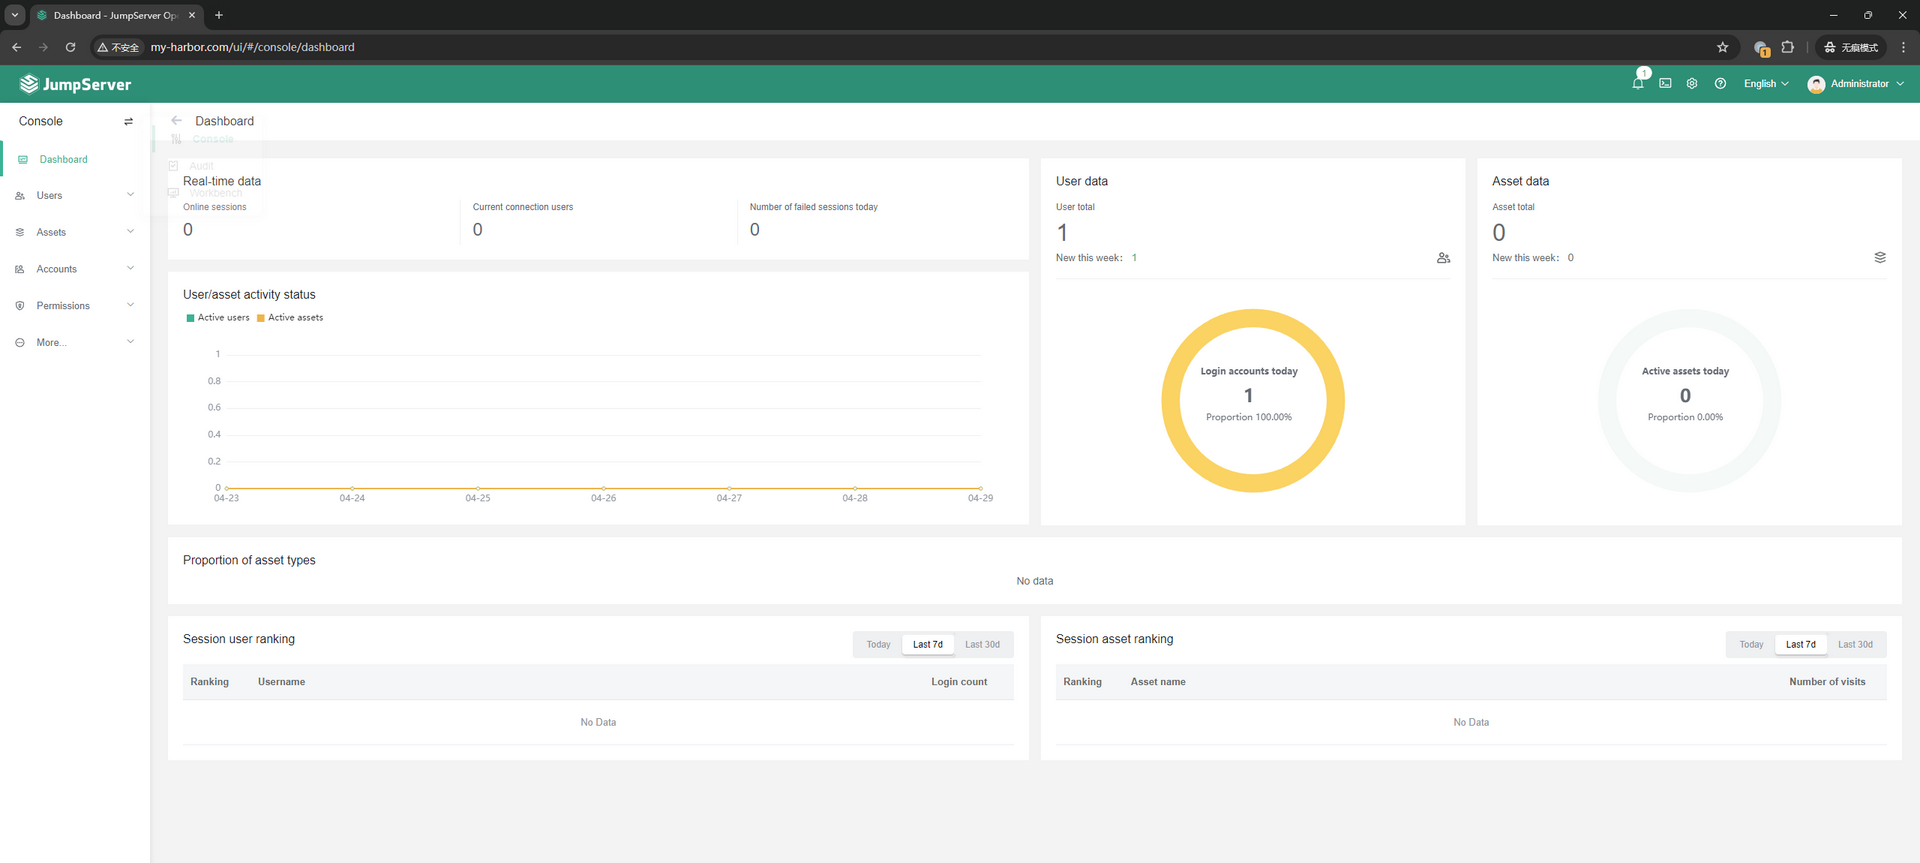 Dashboard - JumpServer Op
不安全 my-harbor.com/ui/#/console/dashboard
1
无痕模式
JumpServer
1
English
Administrator
Console
Dashboard
Users
Assets
Accounts
Permissions
More...
Dashboard
Console
Audit
Workbench
Real-time data
Online sessions
0
Current connection users
0
Number of failed sessions today
0
User/asset activity status
Active users Active assets
1
0.8
0.6
0.4
0.2
0
04-23 04-24 04-25 04-26 04-27 04-28 04-29
User data
User total
1
New this week: 1
Login accounts today
1
Proportion 100.00%
Asset data
Asset total
0
New this week: 0
Active assets today
0
Proportion 0.00%
Proportion of asset types
No data
Session user ranking
Today Last 7d Last 30d
Ranking Username Login count
No Data
Session asset ranking
Today Last 7d Last 30d
Ranking Asset name Number of visits
No Data